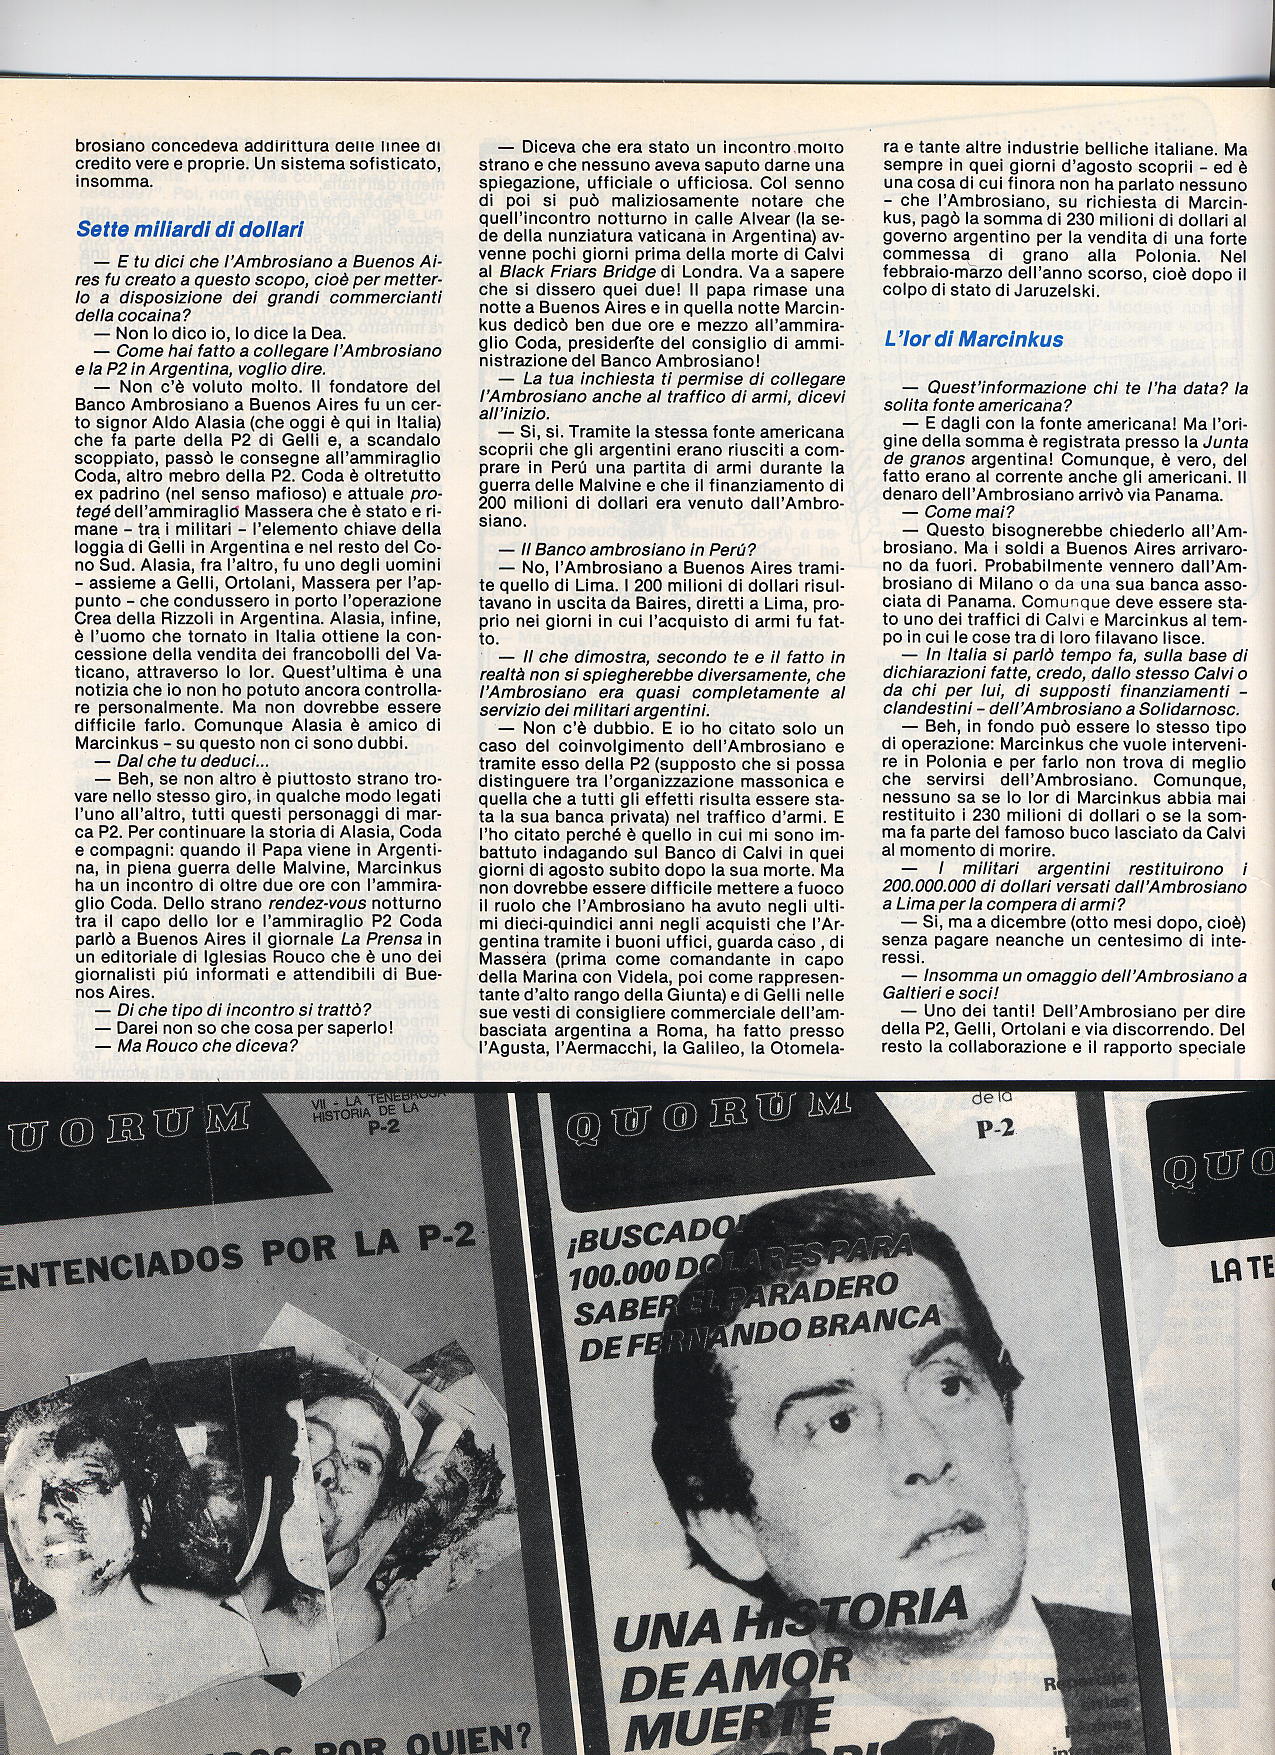 brosiano concedeva addirittura delle linee di
credito vere e proprie. Un sistema sofisticato,
insomma.
Sette miliardi di dollari
— E tu dici che l'Ambrosiano a Buenos Ai-
res fu creato a questo scopo, cioè per metter-
lo a disposizione dei grandi commercianti
della cocaina?
— Non lo dico io, lo dice la Dea.
— Come hai fatto a collegare l'Ambrosiano
e la P2 in Argentina, voglio dire.
— Non c'è voluto molto. Il fondatore del
Banco Ambrosiano a Buenos Aires fu un cer-
to signor Aldo Alasia (che oggi è qui in Italia)
che fa parte della P2 di Gelli e, a scandalo
scoppiato, passò le consegne all'ammiraglio
Coda, altro mebro della P2. Coda è oltretutto
ex padrino (nel senso mafioso) e attuale pro-
tegé dell'ammiraglio Massera che è stato e ri-
mane – tra i militari – l'elemento chiave della
loggia di Gelli in Argentina e nel resto del Co-
no Sud. Alasia, fra l'altro, fu uno degli uomini
– assieme a Gelli, Ortolani, Massera per l'ap-
punto – che condussero in porto l'operazione
Crea della Rizzoli in Argentina. Alasia, infine,
è l'uomo che tornato in Italia ottiene la con-
cessione della vendita dei francobolli del Va-
ticano, attraverso lo Ior. Quest'ultima è una
notizia che io non ho potuto ancora controlla-
re personalmente. Ma non dovrebbe essere
difficile farlo. Comunque Alasia è amico di
Marcinkus – su questo non ci sono dubbi.
— Dal che tu deduci...
— Beh, se non altro è piuttosto strano tro-
vare nello stesso giro, in qualche modo legati
l'uno all'altro, tutti questi personaggi di mar-
ca P2. Per continuare la storia di Alasia, Coda
e compagni: quando il Papa viene in Argenti-
na, in piena guerra delle Malvine, Marcinkus
ha un incontro di oltre due ore con l'ammira-
glio Coda. Dello strano rendez-vous notturno
tra il capo dello Ior e l'ammiraglio P2 Coda
parlò a Buenos Aires il giornale La Prensa in
un editoriale di Iglesias Rouco che è uno dei
giornalisti piú informati e attendibili di Bue-
nos Aires.
— Di che tipo di incontro si trattò?
— Darei non so che cosa per saperlo!
— Ma Rouco che diceva?
— Diceva che era stato un incontro molto
strano e che nessuno aveva saputo darne una
spiegazione, ufficiale o ufficiosa. Col senno
di poi si può maliziosamente notare che
quell'incontro notturno in calle Alvear (la se-
de della nunziatura vaticana in Argentina) av-
venne pochi giorni prima della morte di Calvi
al Black Friars Bridge di Londra. Va a sapere
che si dissero quei due! Il papa rimase una
notte a Buenos Aires e in quella notte Marcin-
kus dedicò ben due ore e mezzo all'ammira-
glio Coda, presidente del consiglio di ammi-
nistrazione del Banco Ambrosiano!
— La tua inchiesta ti permise di collegare
l'Ambrosiano anche al traffico di armi, dicevi
all'inizio.
— Si, si. Tramite la stessa fonte americana
scoprii che gli argentini erano riusciti a com-
prare in Perú una partita di armi durante la
guerra delle Malvine e che il finanziamento di
200 milioni di dollari era venuto dall'Ambro-
siano.
— Il Banco ambrosiano in Perú?
— No, l'Ambrosiano a Buenos Aires trami-
te quello di Lima. I 200 milioni di dollari risul-
tavano in uscita da Baires, diretti a Lima, pro-
prio nei giorni in cui l'acquisto di armi fu fat-
to.
— Il che dimostra, secondo te e il fatto in
realtà non si spiegherebbe diversamente, che
l'Ambrosiano era quasi completamente al
servizio dei militari argentini.
— Non c'è dubbio. E io ho citato solo un
caso del coinvolgimento dell'Ambrosiano e
tramite esso della P2 (supposto che si possa
distinguere tra l'organizzazione massonica e
quella che a tutti gli effetti risulta essere sta-
ta la sua banca privata) nel traffico d'armi. E
l'ho citato perché è quello in cui mi sono im-
battuto indagando sul Banco di Calvi in quei
giorni di agosto subito dopo la sua morte. Ma
non dovrebbe essere difficile mettere a fuoco
il ruolo che l'Ambrosiano ha avuto negli ulti-
mi dieci-quindici anni negli acquisti che l'Ar-
gentina tramite i buoni uffici, guarda caso , di
Massera (prima come comandante in capo
della Marina con Videla, poi come rappresen-
tante d'alto rango della Giunta) e di Gelli nelle
sue vesti di consigliere commerciale dell'am-
basciata argentina a Roma, ha fatto presso
l'Agusta, l'Aermacchi, la Galileo, la Otomela-
ra e tante altre industrie belliche italiane. Ma
sempre in quei giorni d'agosto scoprii – ed è
una cosa di cui finora non ha parlato nessuno
– che l'Ambrosiano, su richiesta di Marcin-
kus, pagò la somma di 230 milioni di dollari al
governo argentino per la vendita di una forte
commessa di grano alla Polonia. Nel
febbraio-marzo dell'anno scorso, cioè dopo il
colpo di stato di Jaruzelski.
L'Ior di Marcinkus
— Quest'informazione chi te l'ha data? la
solita fonte americana?
— E dagli con la fonte americana! Ma l'ori-
gine della somma è registrata presso la Junta
de granos argentina! Comunque, è vero, del
fatto erano al corrente anche gli americani. Il
denaro dell'Ambrosiano arrivò via Panama.
— Come mai?
— Questo bisognerebbe chiederlo all'Am-
brosiano. Ma i soldi a Buenos Aires arrivaro-
no da fuori. Probabilmente vennero dall'Am-
brosiano di Milano o da una sua banca asso-
ciata di Panama. Comunque deve essere sta-
to uno dei traffici di Calvi e Marcinkus al tem-
po in cui le cose tra di loro filavano lisce.
— In Italia si parlò tempo fa, sulla base di
dichiarazioni fatte, credo, dallo stesso Calvi o
da chi per lui, di supposti finanziamenti –
clandestini – dell'Ambrosiano a Solidarnosc.
— Beh, in fondo può essere lo stesso tipo
di operazione: Marcinkus che vuole interveni-
re in Polonia e per farlo non trova di meglio
che servirsi dell'Ambrosiano. Comunque,
nessuno sa se lo Ior di Marcinkus abbia mai
restituito i 230 milioni di dollari o se la som-
ma fa parte del famoso buco lasciato da Calvi
al momento di morire.
— I militari argentini restituirono i
200.000.000 di dollari versati dall'Ambrosiano
a Lima per la compera di armi?
— Si, ma a dicembre (otto mesi dopo, cioè)
senza pagare neanche un centesimo di inte-
ressi.
— Insomma un omaggio dell'Ambrosiano a
Galtieri e soci!
— Uno dei tanti! Dell'Ambrosiano per dire
della P2, Gelli, Ortolani e via discorrendo. Del
resto la collaborazione e il rapporto speciale
UORUM
VII - LA TENEBROSA
HISTORIA DE LA
P-2
ENTENCIADOS POR LA P-2
ADOS POR QUIEN?
QUORUM
de la
P-2
¡BUSCADO!
100.000 DOLARES PARA
SABER EL PARADERO
DE FERNANDO BRANCA
UNA HISTORIA
DE AMOR
MUERTE
Reportaje
en las
páginas
QUO
LA TE